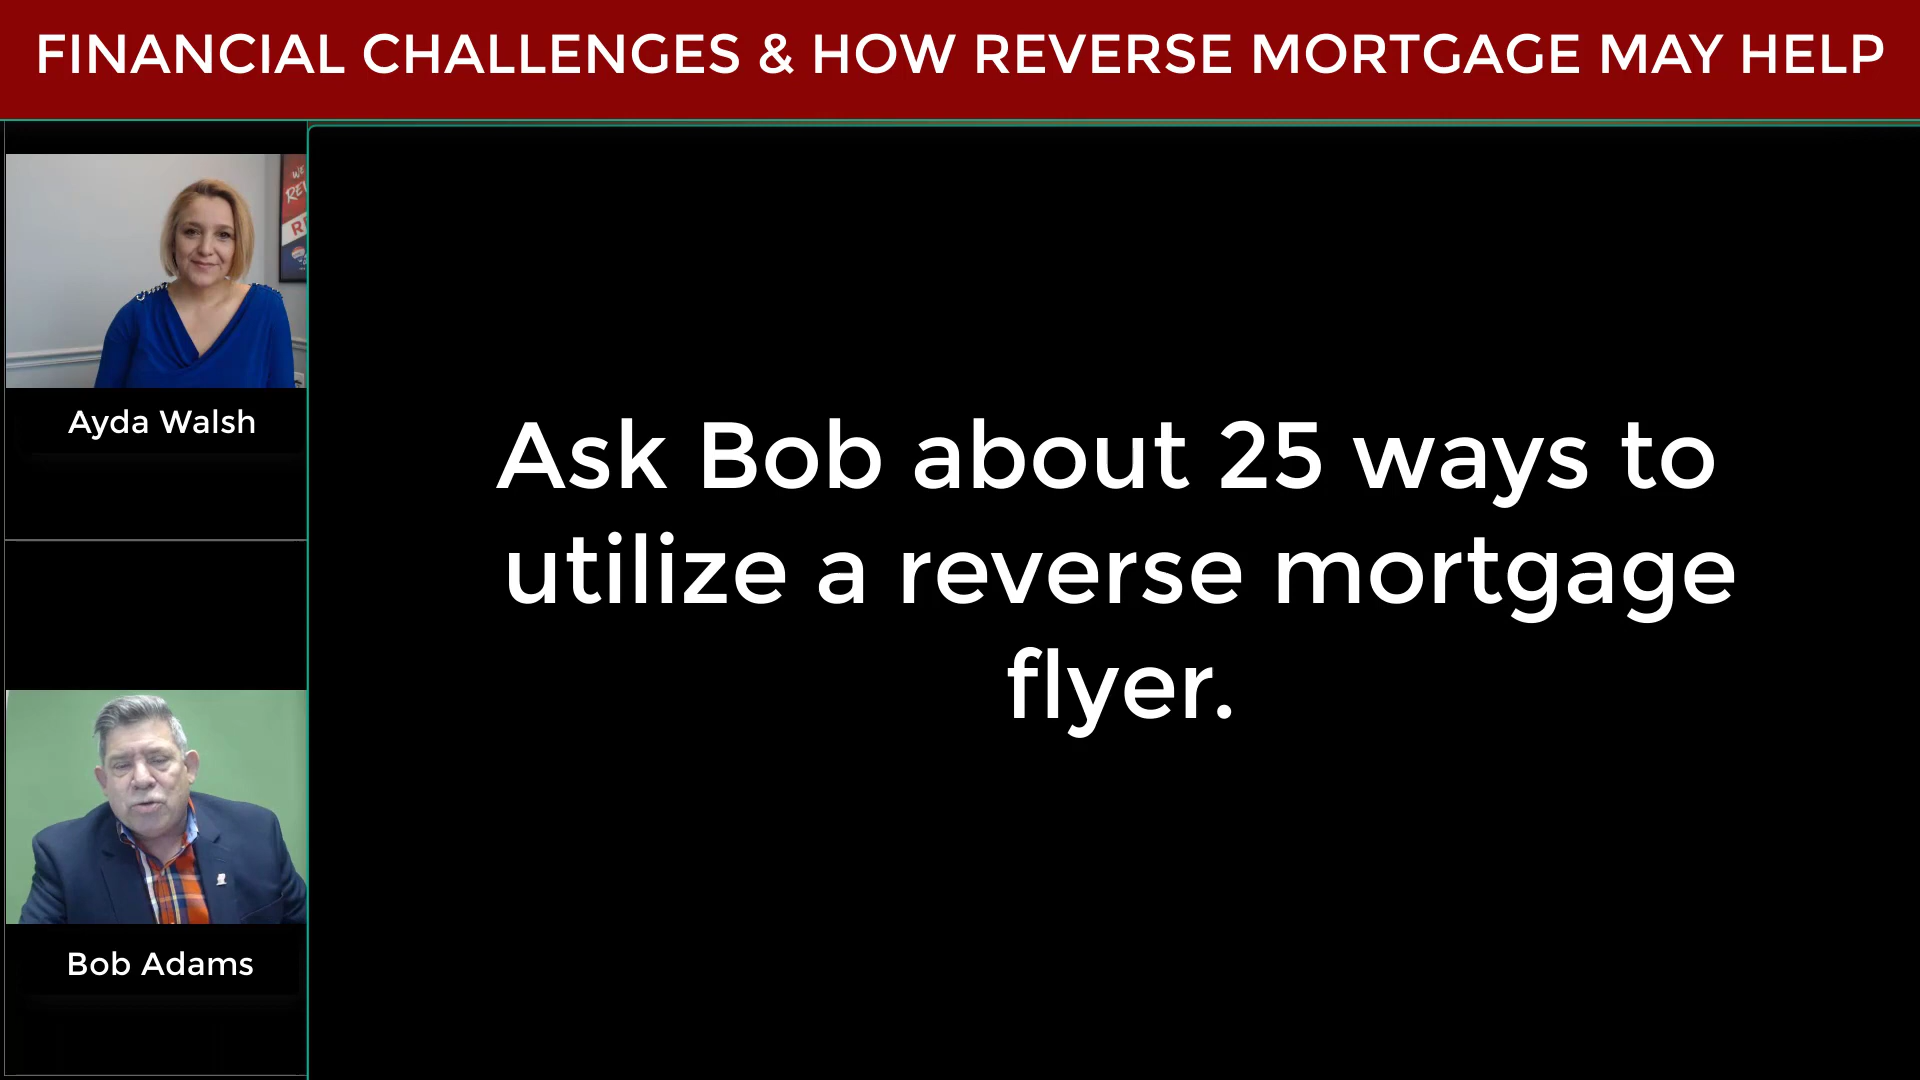 FINANCIAL CHALLENGES & HOW REVERSE MORTGAGE MAY HELP
WE
Ayda Walsh
Ask Bob about 25 ways to
utilize a reverse mortgage
flyer.
Bob Adams